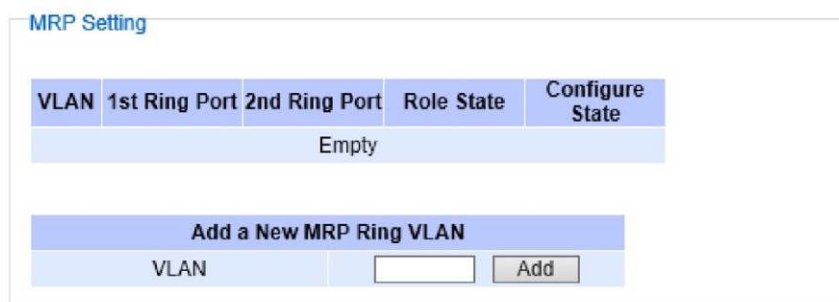 MRP Setting
VLAN 1st Ring Port 2nd Ring Port Role State Configure State
Empty
Add a New MRP Ring VLAN
VLAN Add